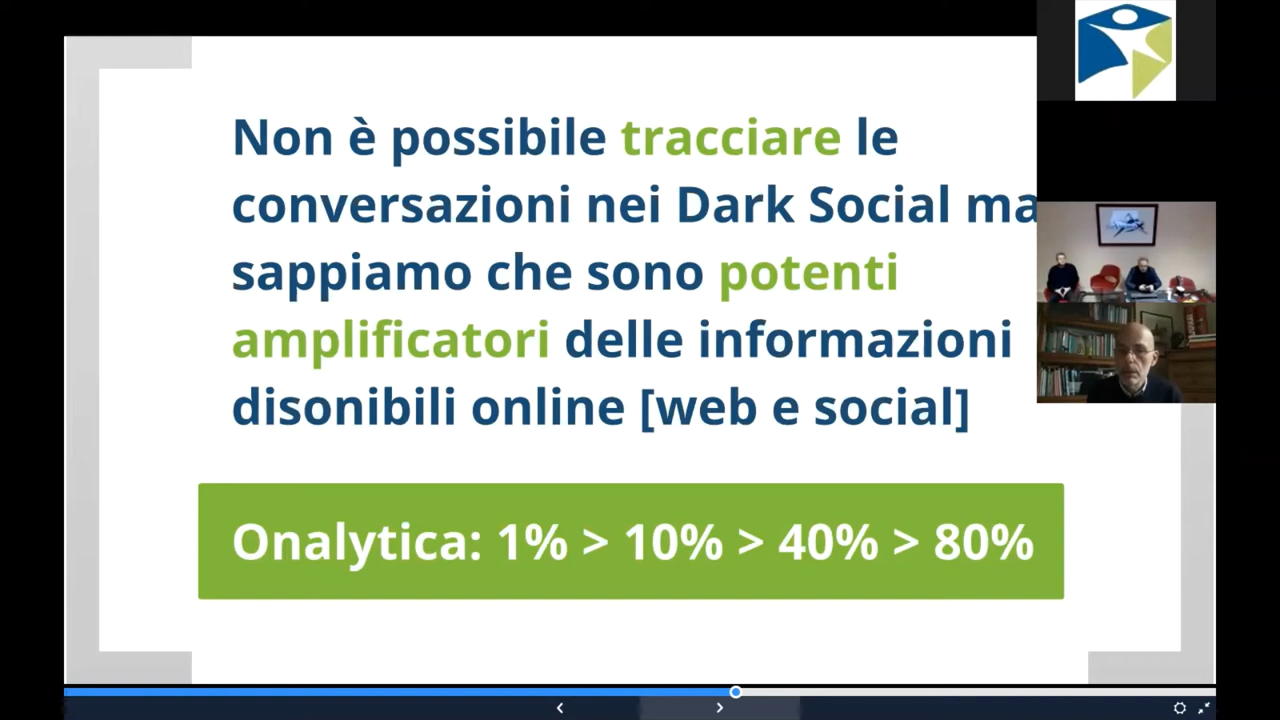 Non è possibile tracciare le
conversazioni nei Dark Social ma
sappiamo che sono potenti
amplificatori delle informazioni
disonibili online [web e social]
Onalytica: 1% > 10% > 40% > 80%